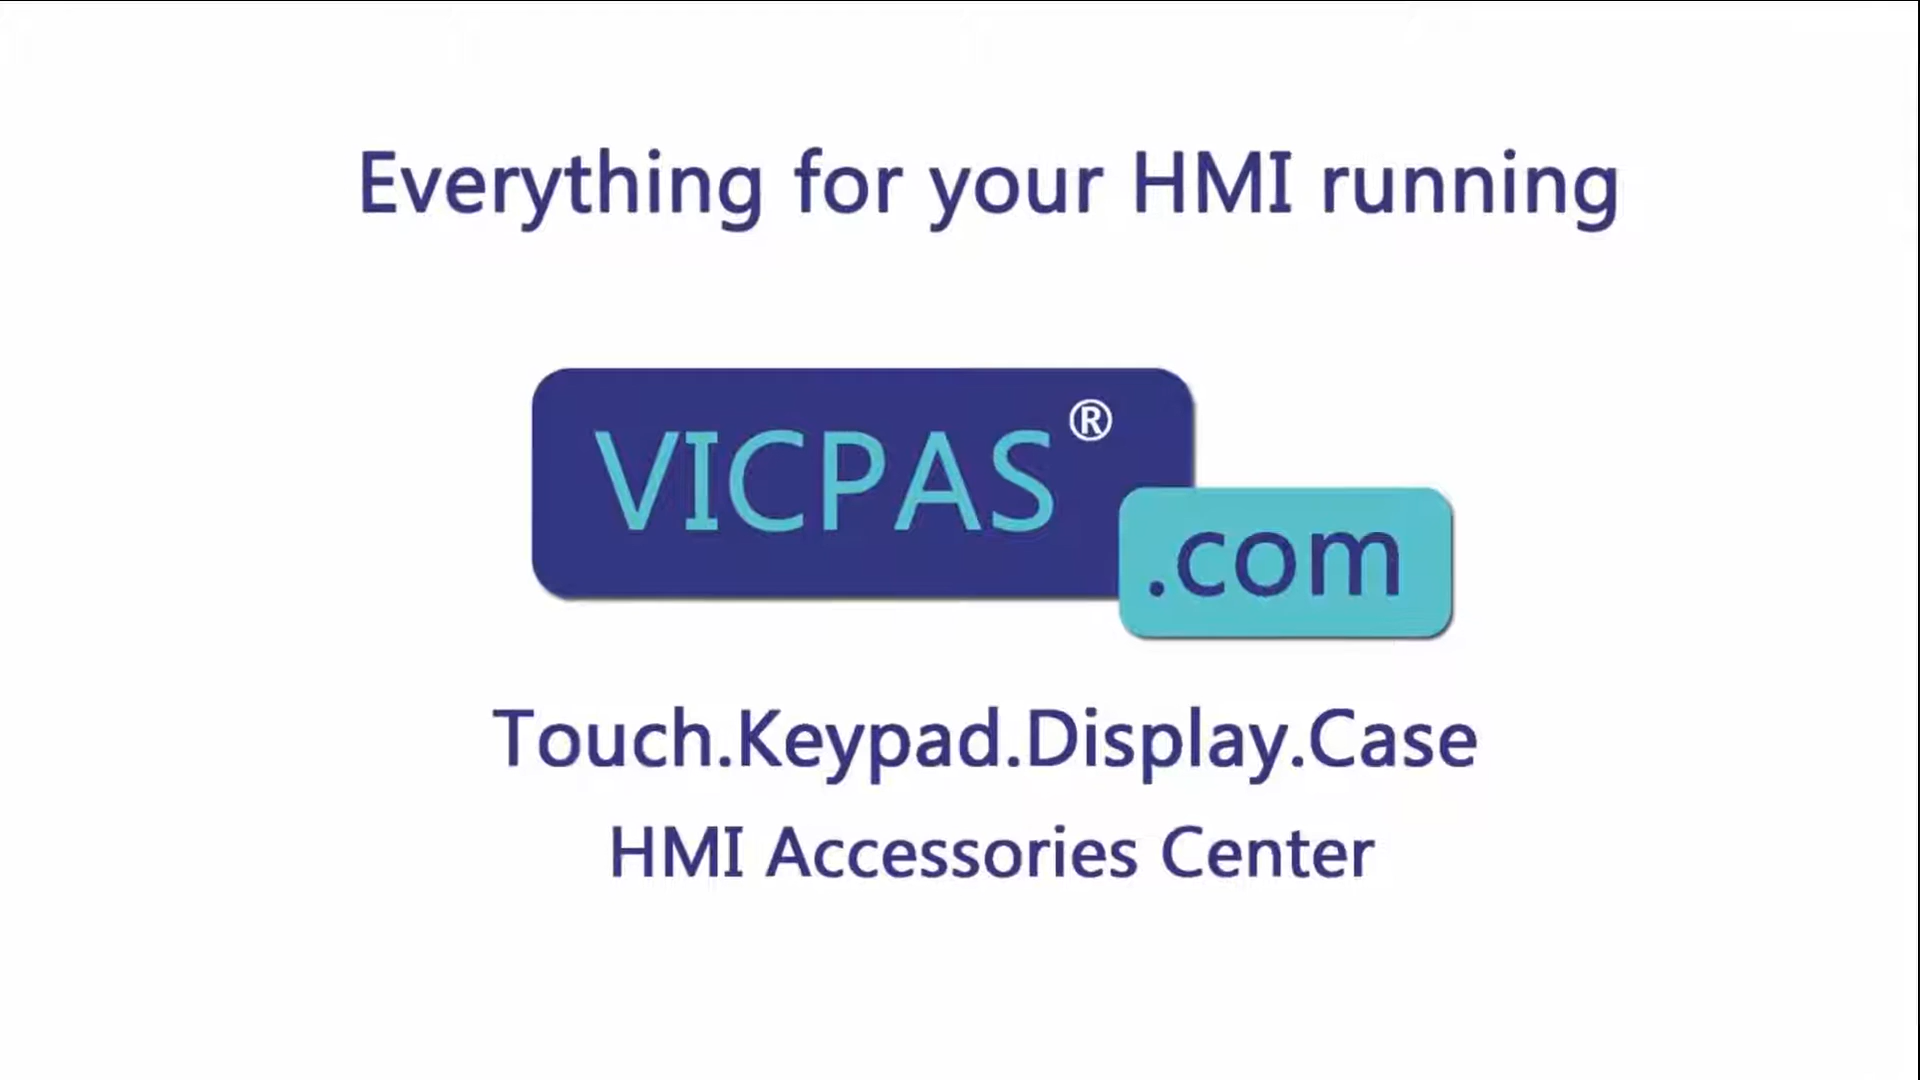 Everything for your HMI running
VICPAS®
.com
Touch.Keypad.Display.Case
HMI Accessories Center